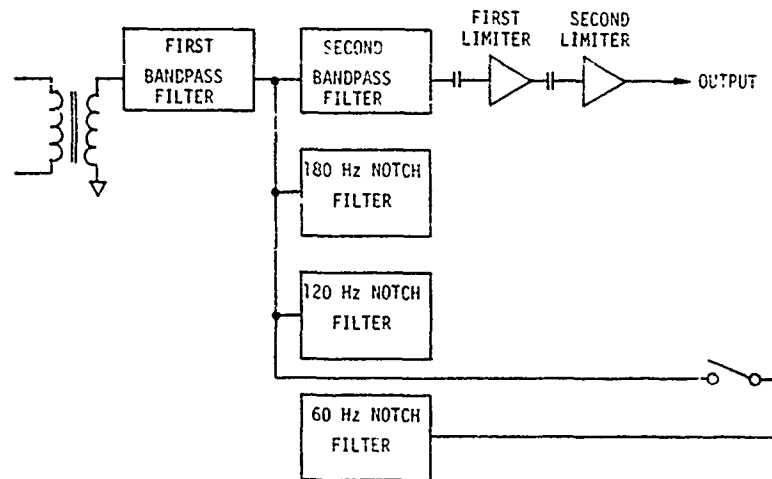 FIRST
BANDPASS
FILTER
SECOND
BANDPASS
FILTER
FIRST
LIMITER
SECOND
LIMITER
OUTPUT
180 Hz NOTCH
FILTER
120 Hz NOTCH
FILTER
60 Hz NOTCH
FILTER